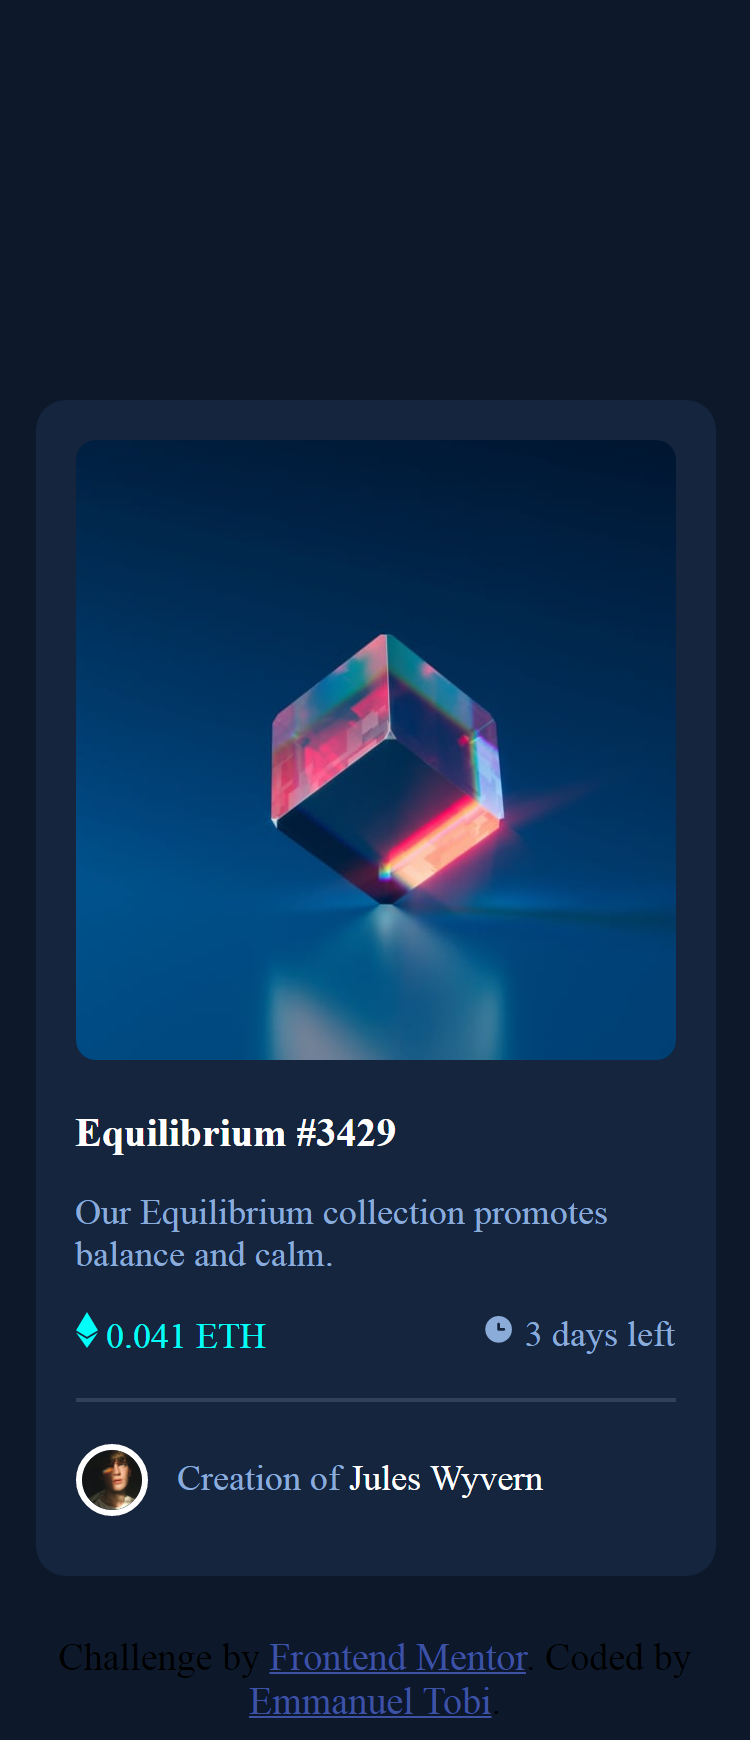 Equilibrium #3429
Our Equilibrium collection promotes
balance and calm.
0.041 ETH
3 days left
Creation of Jules Wyvern
Challenge by Frontend Mentor. Coded by
Emmanuel Tobi.